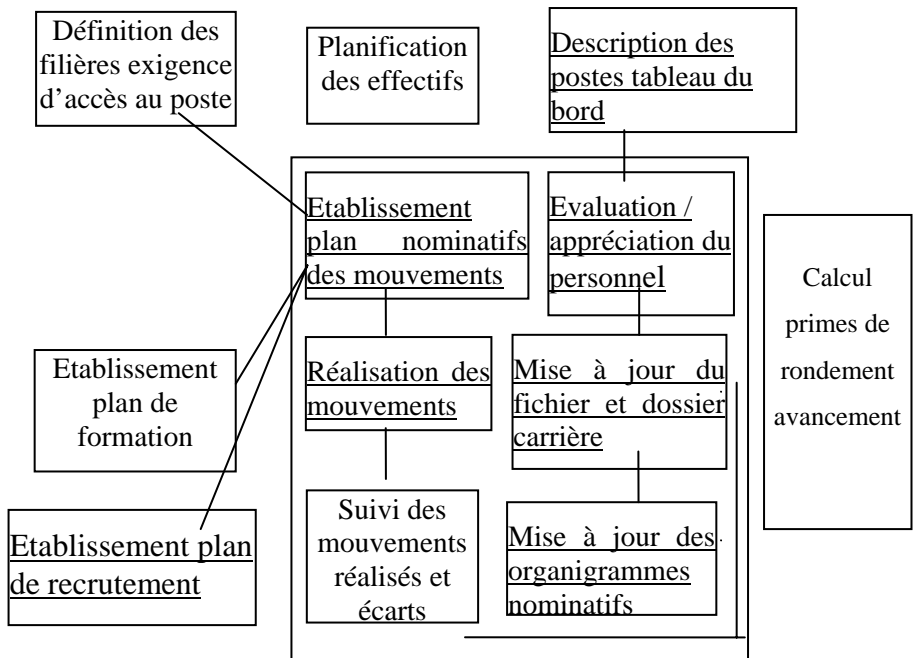 Définition des
filières exigence
d’accès au poste
Planification
des effectifs
Description des
postes tableau du
bord
Etablissement
plan nominatifs
des mouvements
Evaluation /
appréciation du
personnel
Calcul
primes de
rondement
avancement
Etablissement
plan de
formation
Réalisation des
mouvements
Mise à jour du
fichier et dossier
carrière
Etablissement plan
de recrutement
Suivi des
mouvements
réalisés et
écarts
Mise à jour des
organigrammes
nominatifs